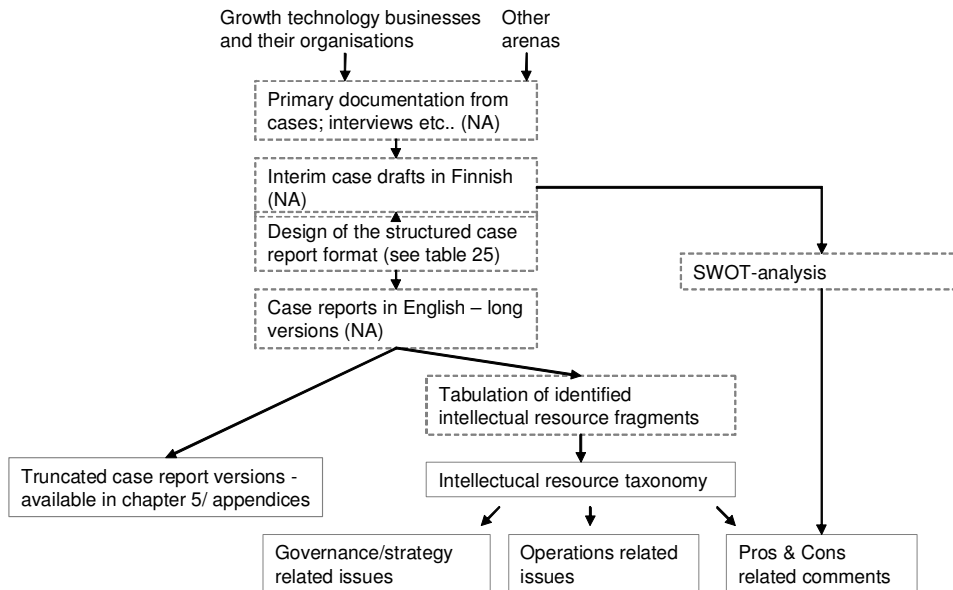 Growth technology businesses
and their organisations
Other
arenas
Primary documentation from
cases; interviews etc.. (NA)
Interim case drafts in Finnish
(NA)
Design of the structured case
report format (see table 25)
SWOT-analysis
Case reports in English – long
versions (NA)
Tabulation of identified
intellectual resource fragments
Truncated case report versions -
available in chapter 5/ appendices
Intellectucal resource taxonomy
Governance/strategy
related issues
Operations related
issues
Pros & Cons
related comments